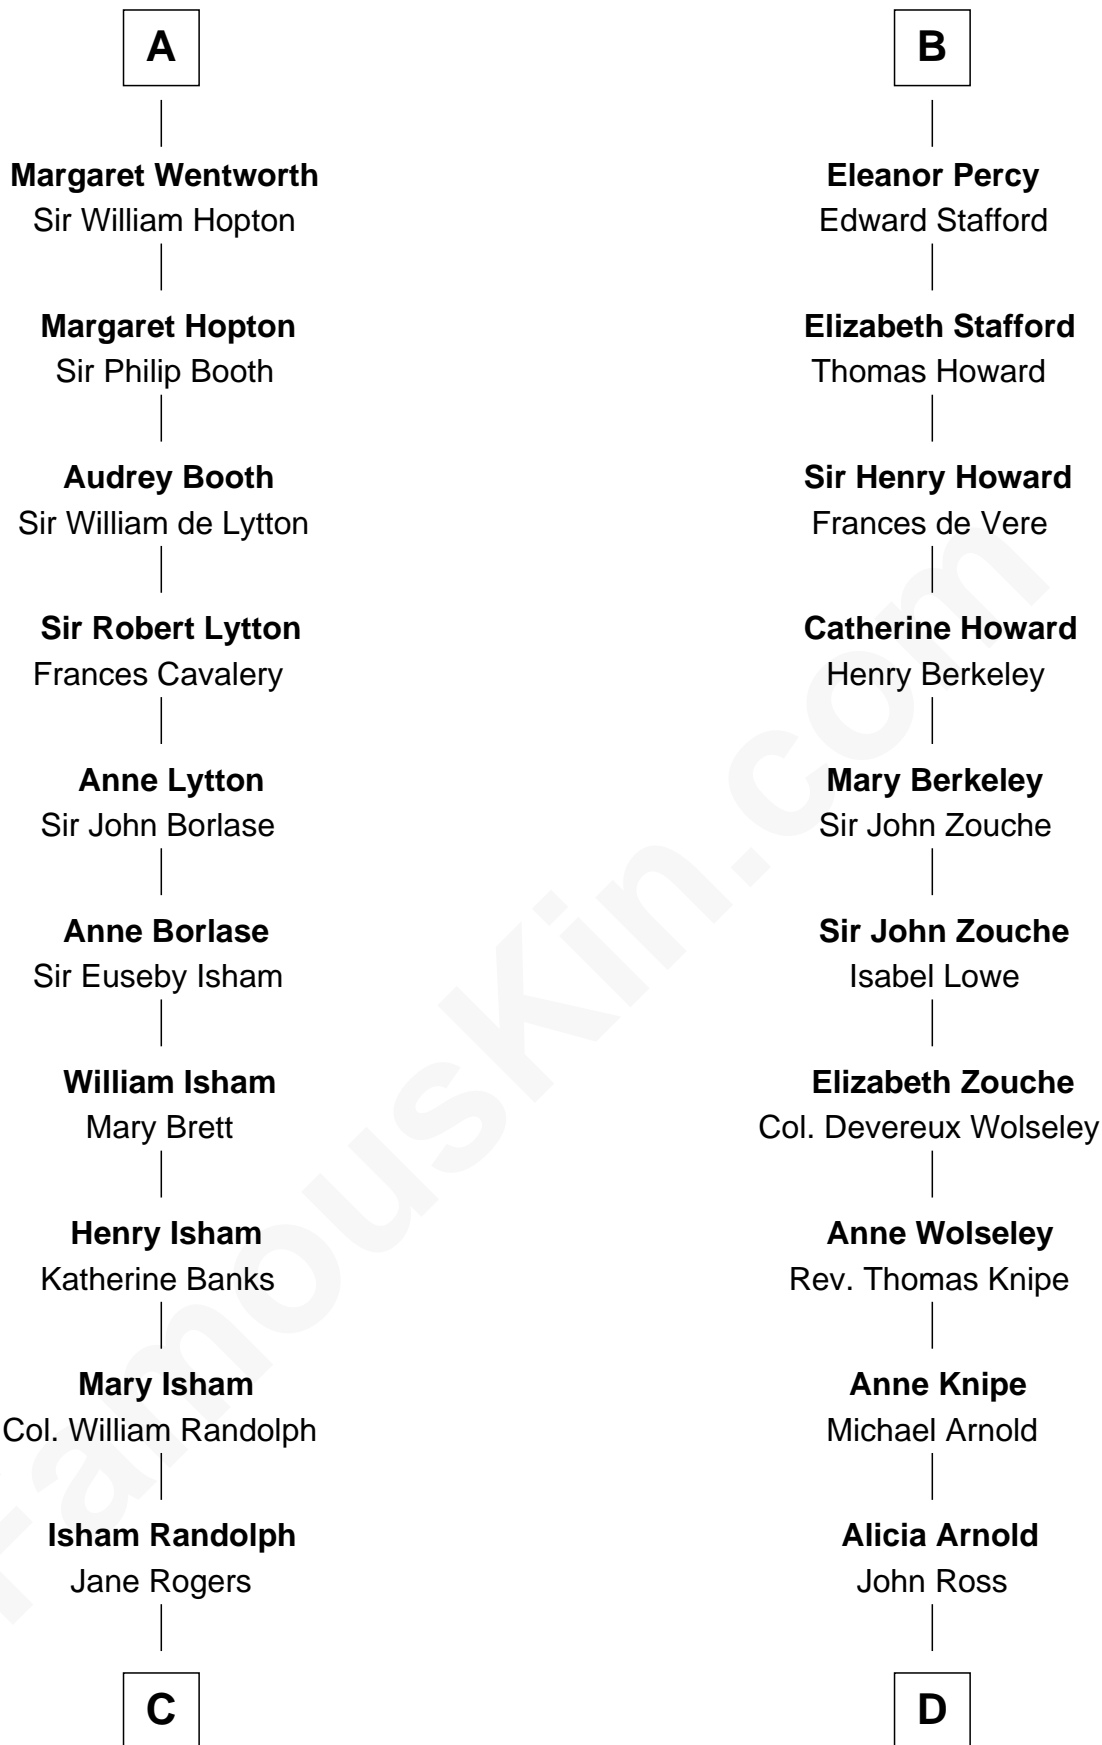 A
Margaret Wentworth
Sir William Hopton
Margaret Hopton
Sir Philip Booth
Audrey Booth
Sir William de Lytton
Sir Robert Lytton
Frances Cavalery
Anne Lytton
Sir John Borlase
Anne Borlase
Sir Euseby Isham
William Isham
Mary Brett
Henry Isham
Katherine Banks
Mary Isham
Col. William Randolph
Isham Randolph
Jane Rogers
C
B
Eleanor Percy
Edward Stafford
Elizabeth Stafford
Thomas Howard
Sir Henry Howard
Frances de Vere
Catherine Howard
Henry Berkeley
Mary Berkeley
Sir John Zouche
Sir John Zouche
Isabel Lowe
Elizabeth Zouche
Col. Devereux Wolseley
Anne Wolseley
Rev. Thomas Knipe
Anne Knipe
Michael Arnold
Alicia Arnold
John Ross
D
FamousKin.com